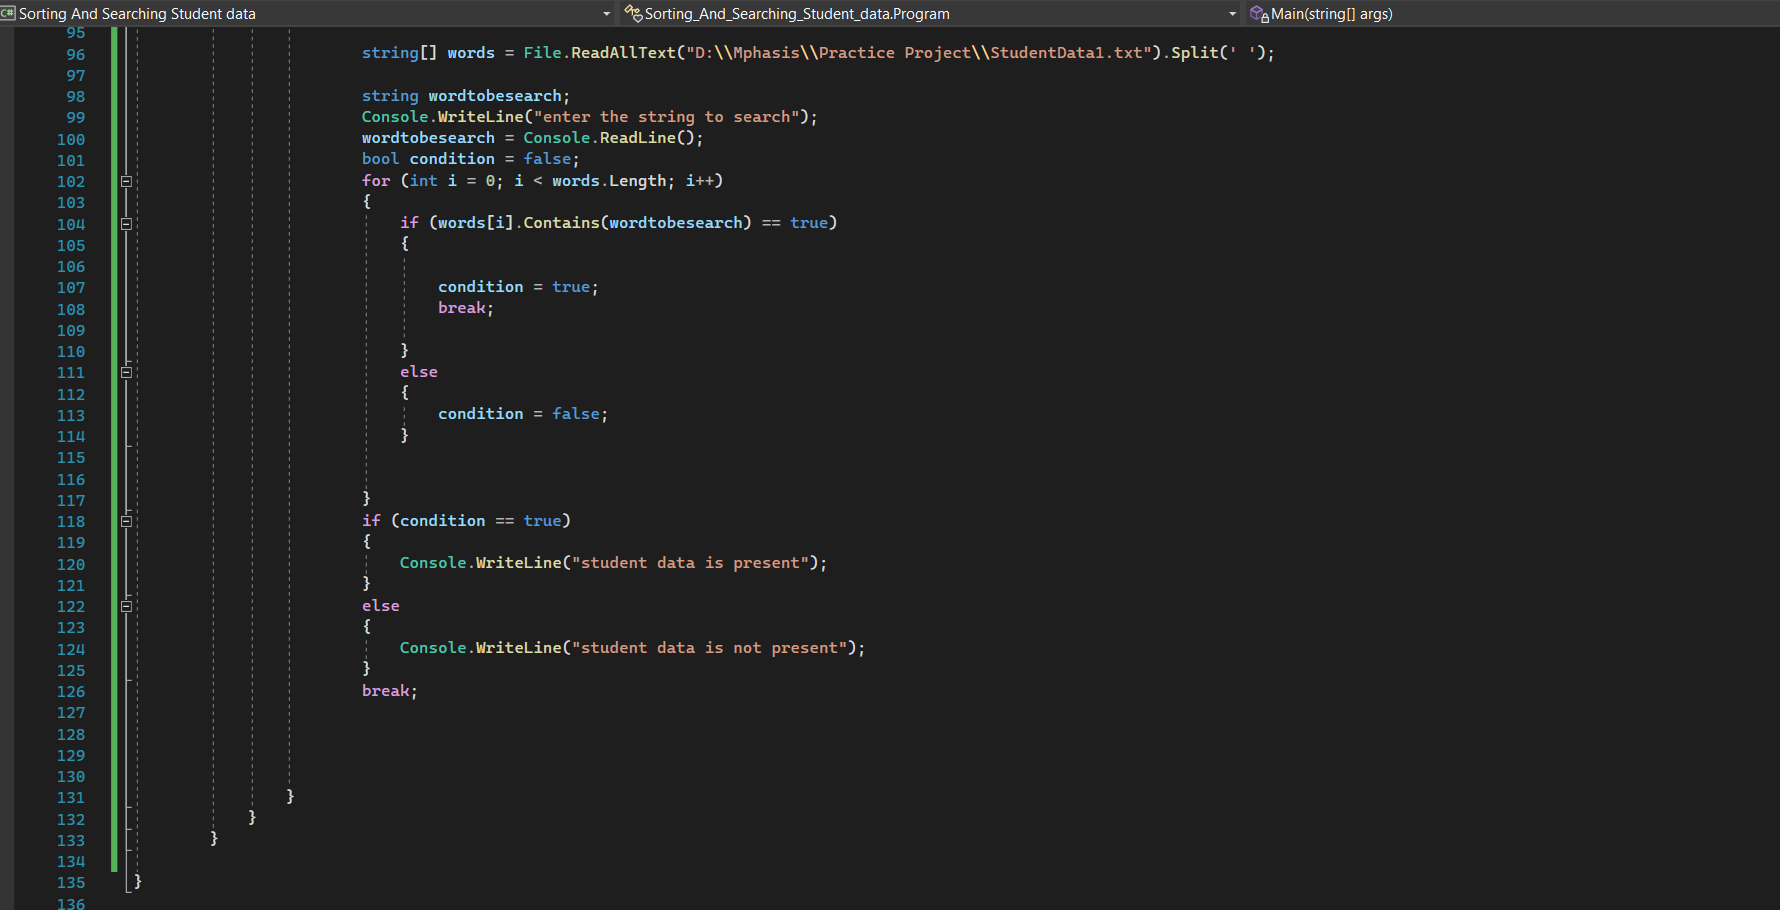 C# Sorting And Searching Student data Sorting_And_Searching_Student_data.Program Main(string[] args)
95
96 string[] words = File.ReadAllText("D:\\Mphasis\\Practice Project\\StudentData1.txt").Split(' ');
97
98 string wordtobesearch;
99 Console.WriteLine("enter the string to search");
100 wordtobesearch = Console.ReadLine();
101 bool condition = false;
102 for (int i = 0; i < words.Length; i++)
103 {
104 if (words[i].Contains(wordtobesearch) == true)
105 {
106
107 condition = true;
108 break;
109
110 }
111 else
112 {
113 condition = false;
114 }
115
116
117 }
118 if (condition == true)
119 {
120 Console.WriteLine("student data is present");
121 }
122 else
123 {
124 Console.WriteLine("student data is not present");
125 }
126 break;
127
128
129
130
131 }
132 }
133 }
134
135 }
136